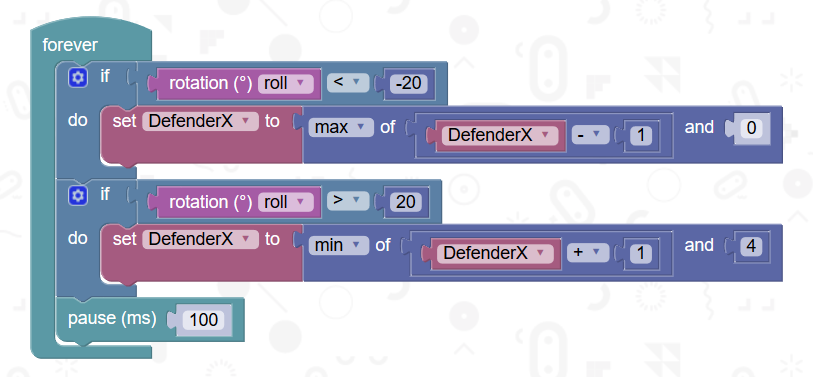 forever
if rotation (°) roll < -20
do set DefenderX to max of DefenderX - 1 and 0
if rotation (°) roll > 20
do set DefenderX to min of DefenderX + 1 and 4
pause (ms) 100